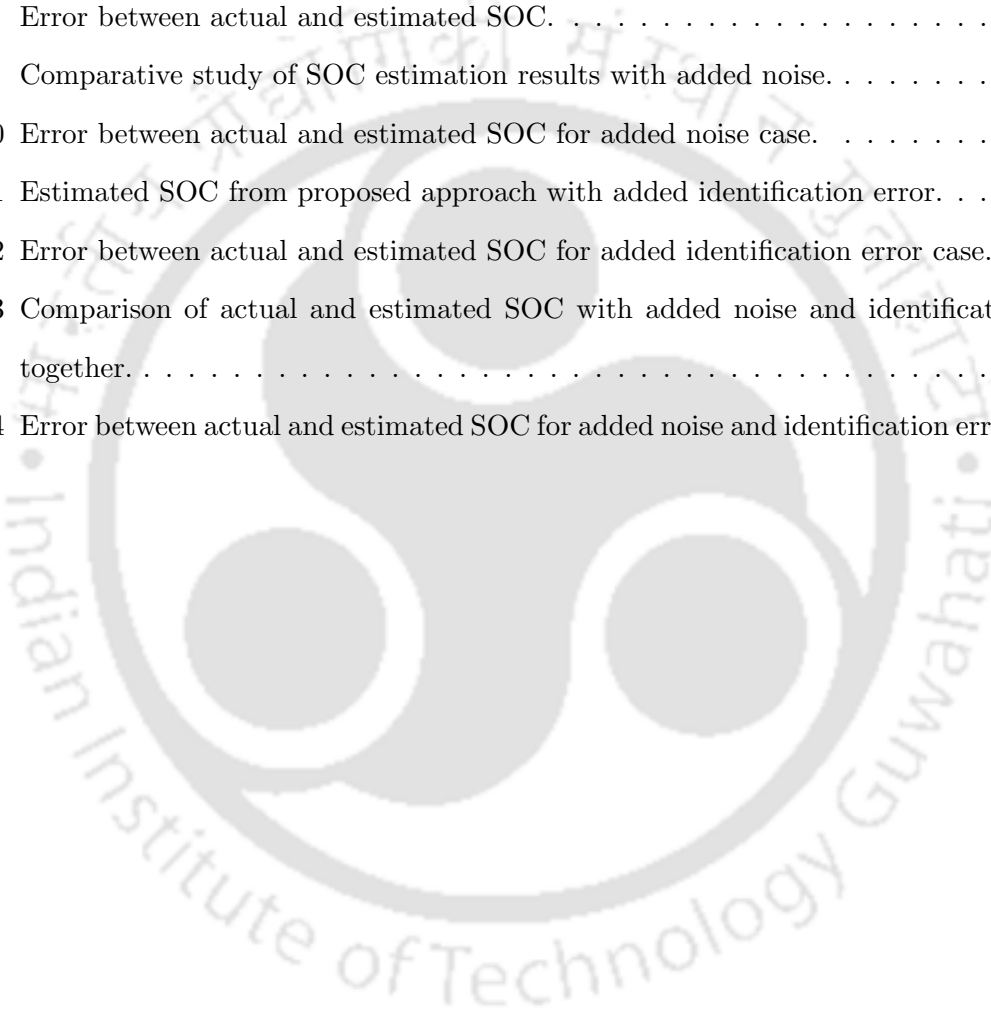 Error between actual and estimated SOC. . . . . . . . . . . . . . . . . . . .
Comparative study of SOC estimation results with added noise. . . . . . . .
0 Error between actual and estimated SOC for added noise case. . . . . . . .
1 Estimated SOC from proposed approach with added identification error. . .
2 Error between actual and estimated SOC for added identification error case.
3 Comparison of actual and estimated SOC with added noise and identificat
together. . . . . . . . . . . . . . . . . . . . . . . . . . . . . . . . .
4 Error between actual and estimated SOC for added noise and identification err
Indian Institute of Technology Guwahati